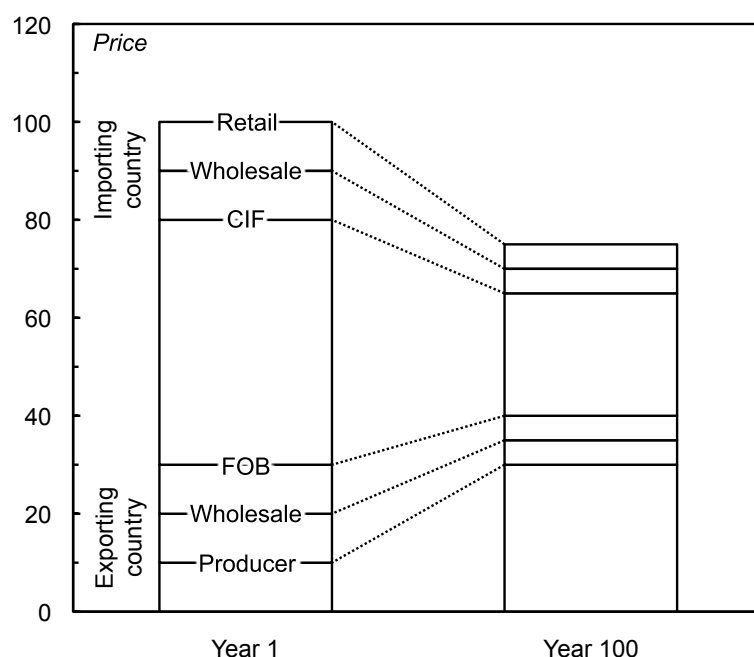 120
Price
100
Retail
Importing
country
Wholesale
80
CIF
60
40
FOB
Exporting
country
20
Wholesale
Producer
0
Year 1
Year 100